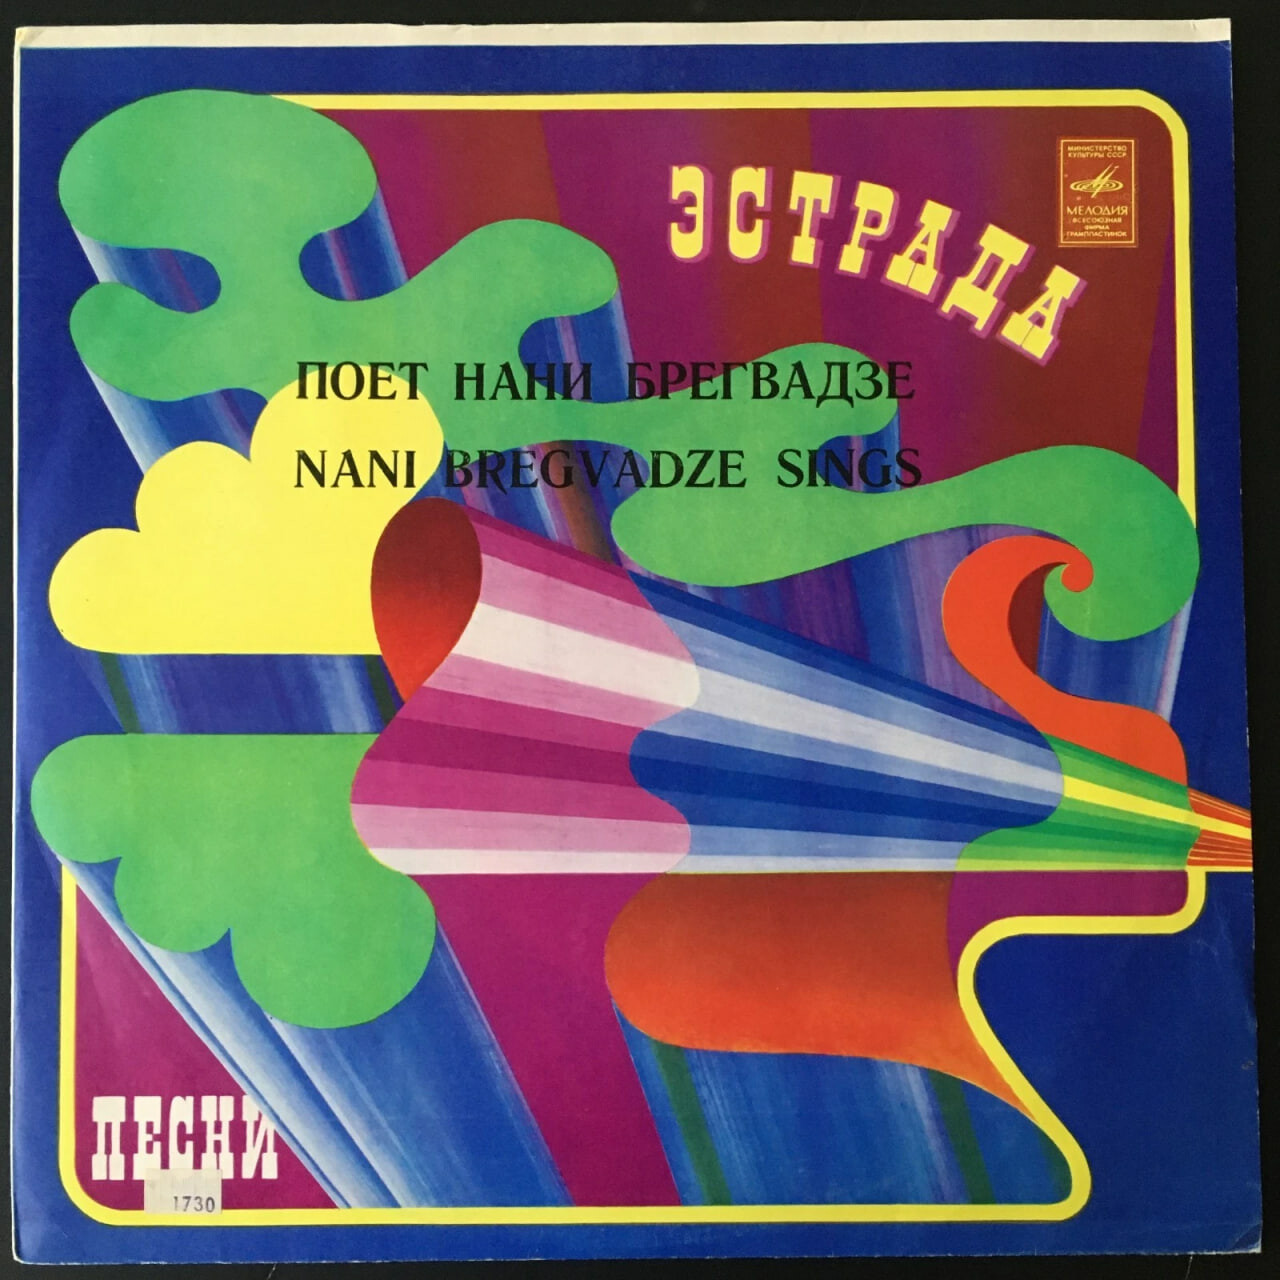 МИНИСТЕРСТВО
КУЛЬТУРЫ СССР
МЕЛОДИЯ
ВСЕСОЮЗНАЯ
ФИРМА
ГРАМПЛАСТИНОК
ЭСТРАДА
ПОЕТ НАНИ БРЕГВАДЗЕ
NANI BREGVADZE SINGS
ПЕСНИ
1730